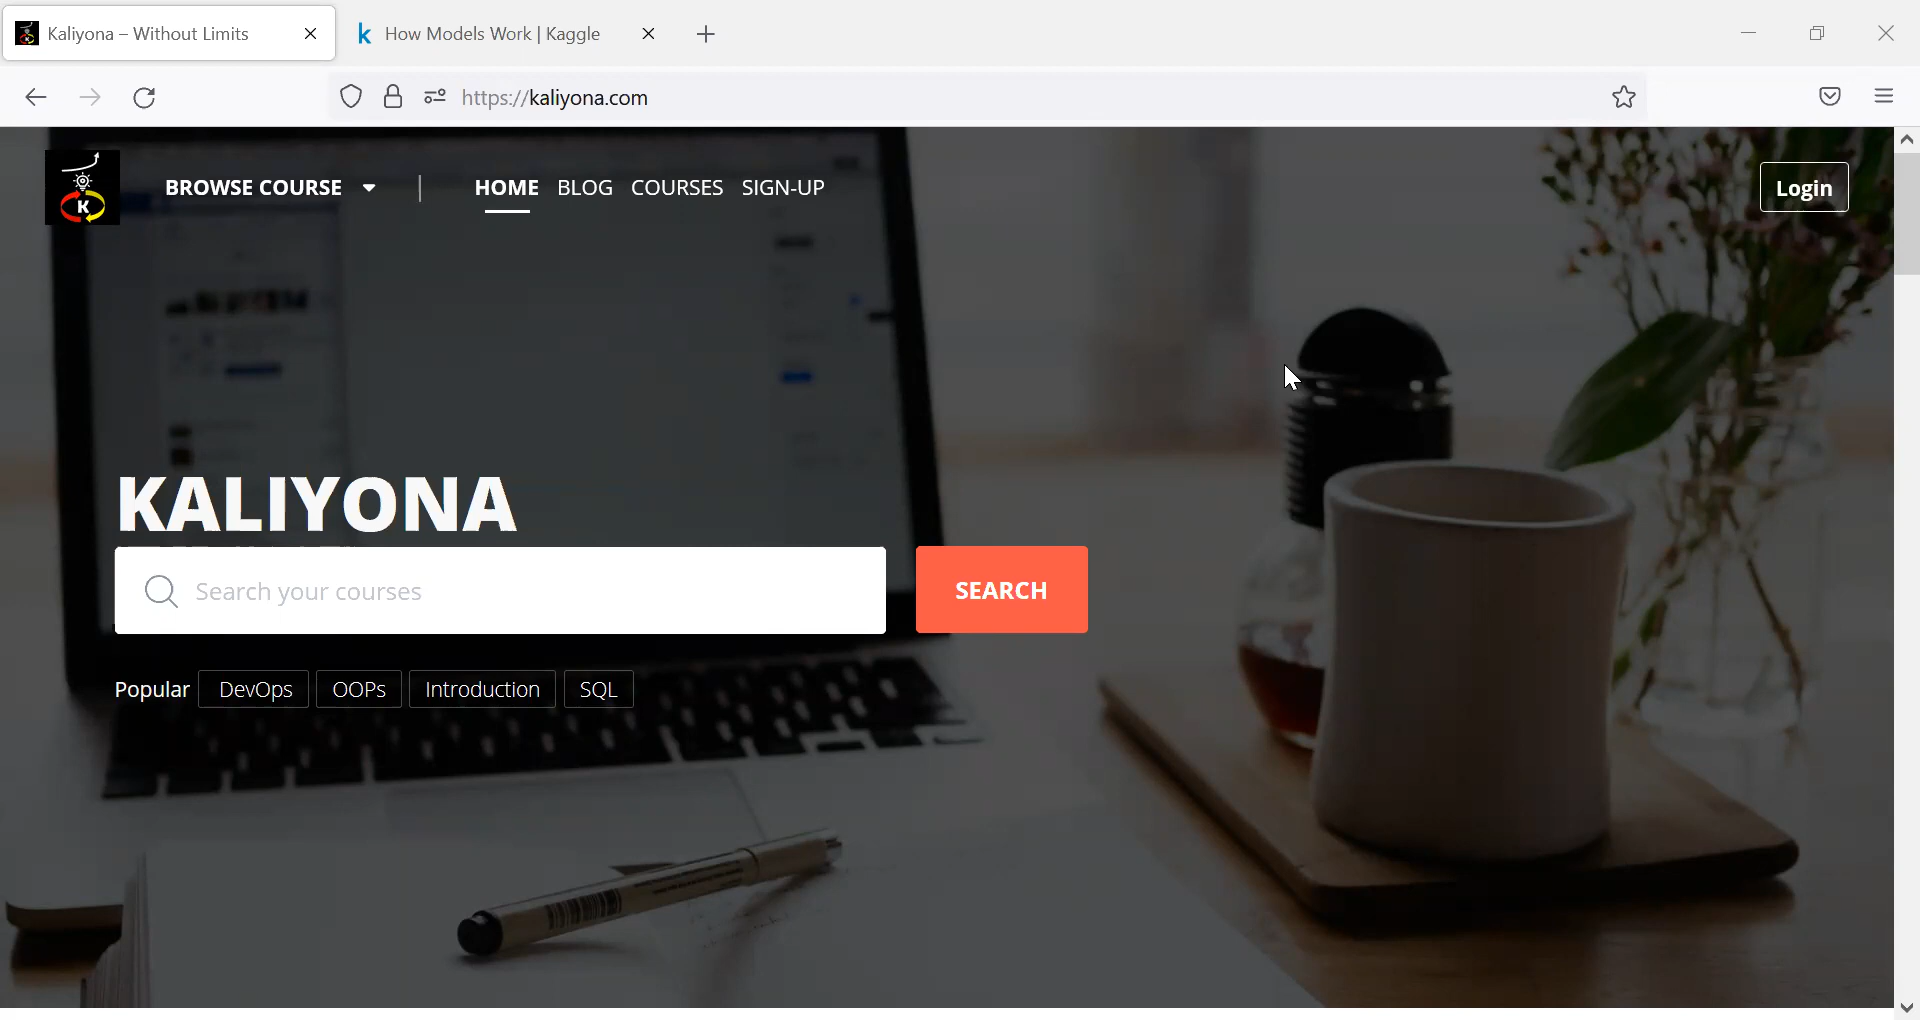 Kaliyona – Without Limits
How Models Work | Kaggle
https://kaliyona.com
K
BROWSE COURSE
HOME
BLOG
COURSES
SIGN-UP
Login
KALIYONA
Search your courses
SEARCH
Popular
DevOps
OOPs
Introduction
SQL